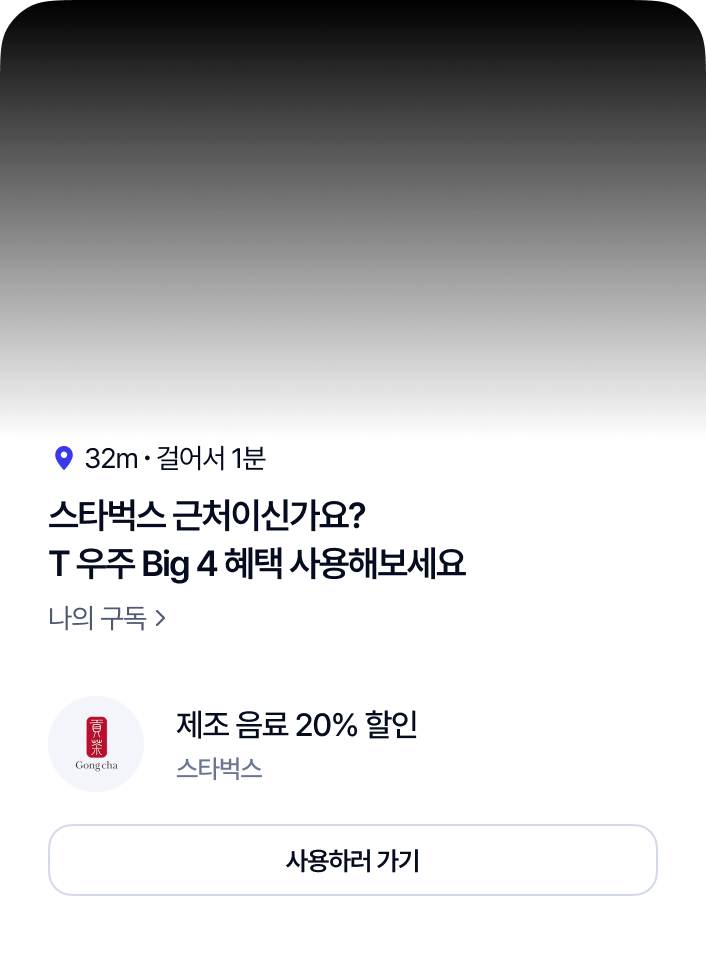 32m · 걸어서 1분
스타벅스 근처이신가요?
T 우주 Big 4 혜택 사용해보세요
나의 구독 >
貢茶
Gong cha
제조 음료 20% 할인
스타벅스
사용하러 가기